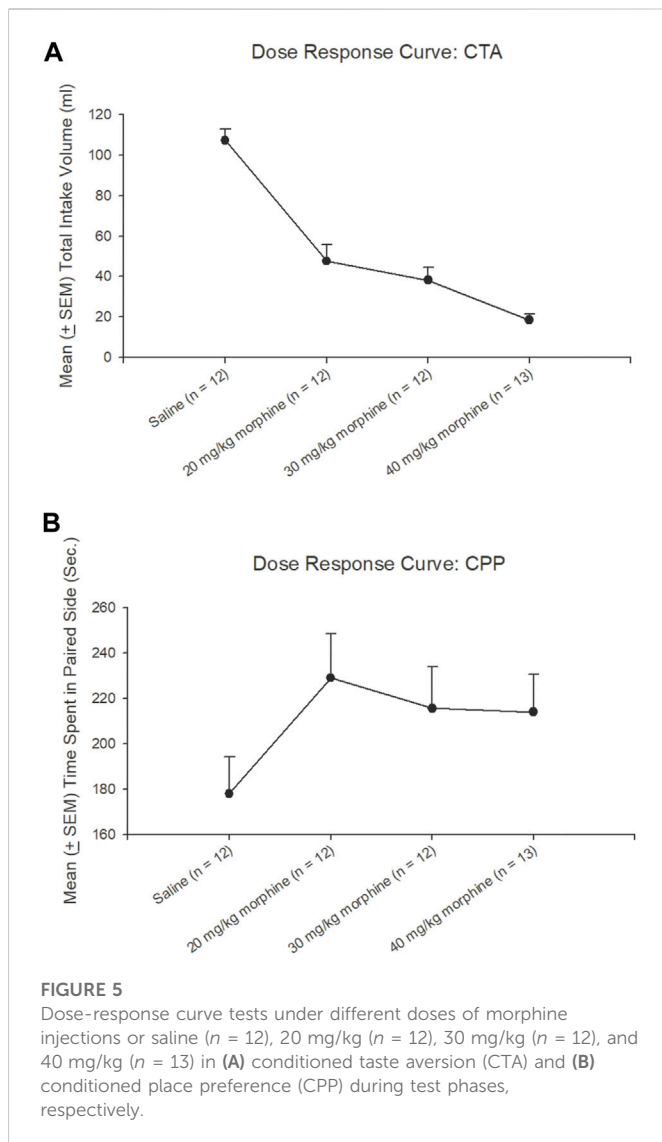 A
Dose Response Curve: CTA
Mean (± SEM) Total Intake Volume (ml)
120
100
80
60
40
20
0
Saline (n = 12)
20 mg/kg morphine (n = 12)
30 mg/kg morphine (n = 12)
40 mg/kg morphine (n = 13)
B
Dose Response Curve: CPP
Mean (± SEM) Time Spent in Paired Side (Sec.)
260
240
220
200
180
160
Saline (n = 12)
20 mg/kg morphine (n = 12)
30 mg/kg morphine (n = 12)
40 mg/kg morphine (n = 13)
FIGURE 5
Dose-response curve tests under different doses of morphine
injections or saline (n = 12), 20 mg/kg (n = 12), 30 mg/kg (n = 12), and
40 mg/kg (n = 13) in (A) conditioned taste aversion (CTA) and (B)
conditioned place preference (CPP) during test phases,
respectively.